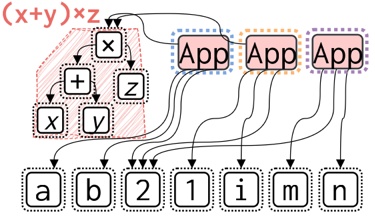 (x+y)×z
×
App App App
+
z
x y
a b 2 1 i m n